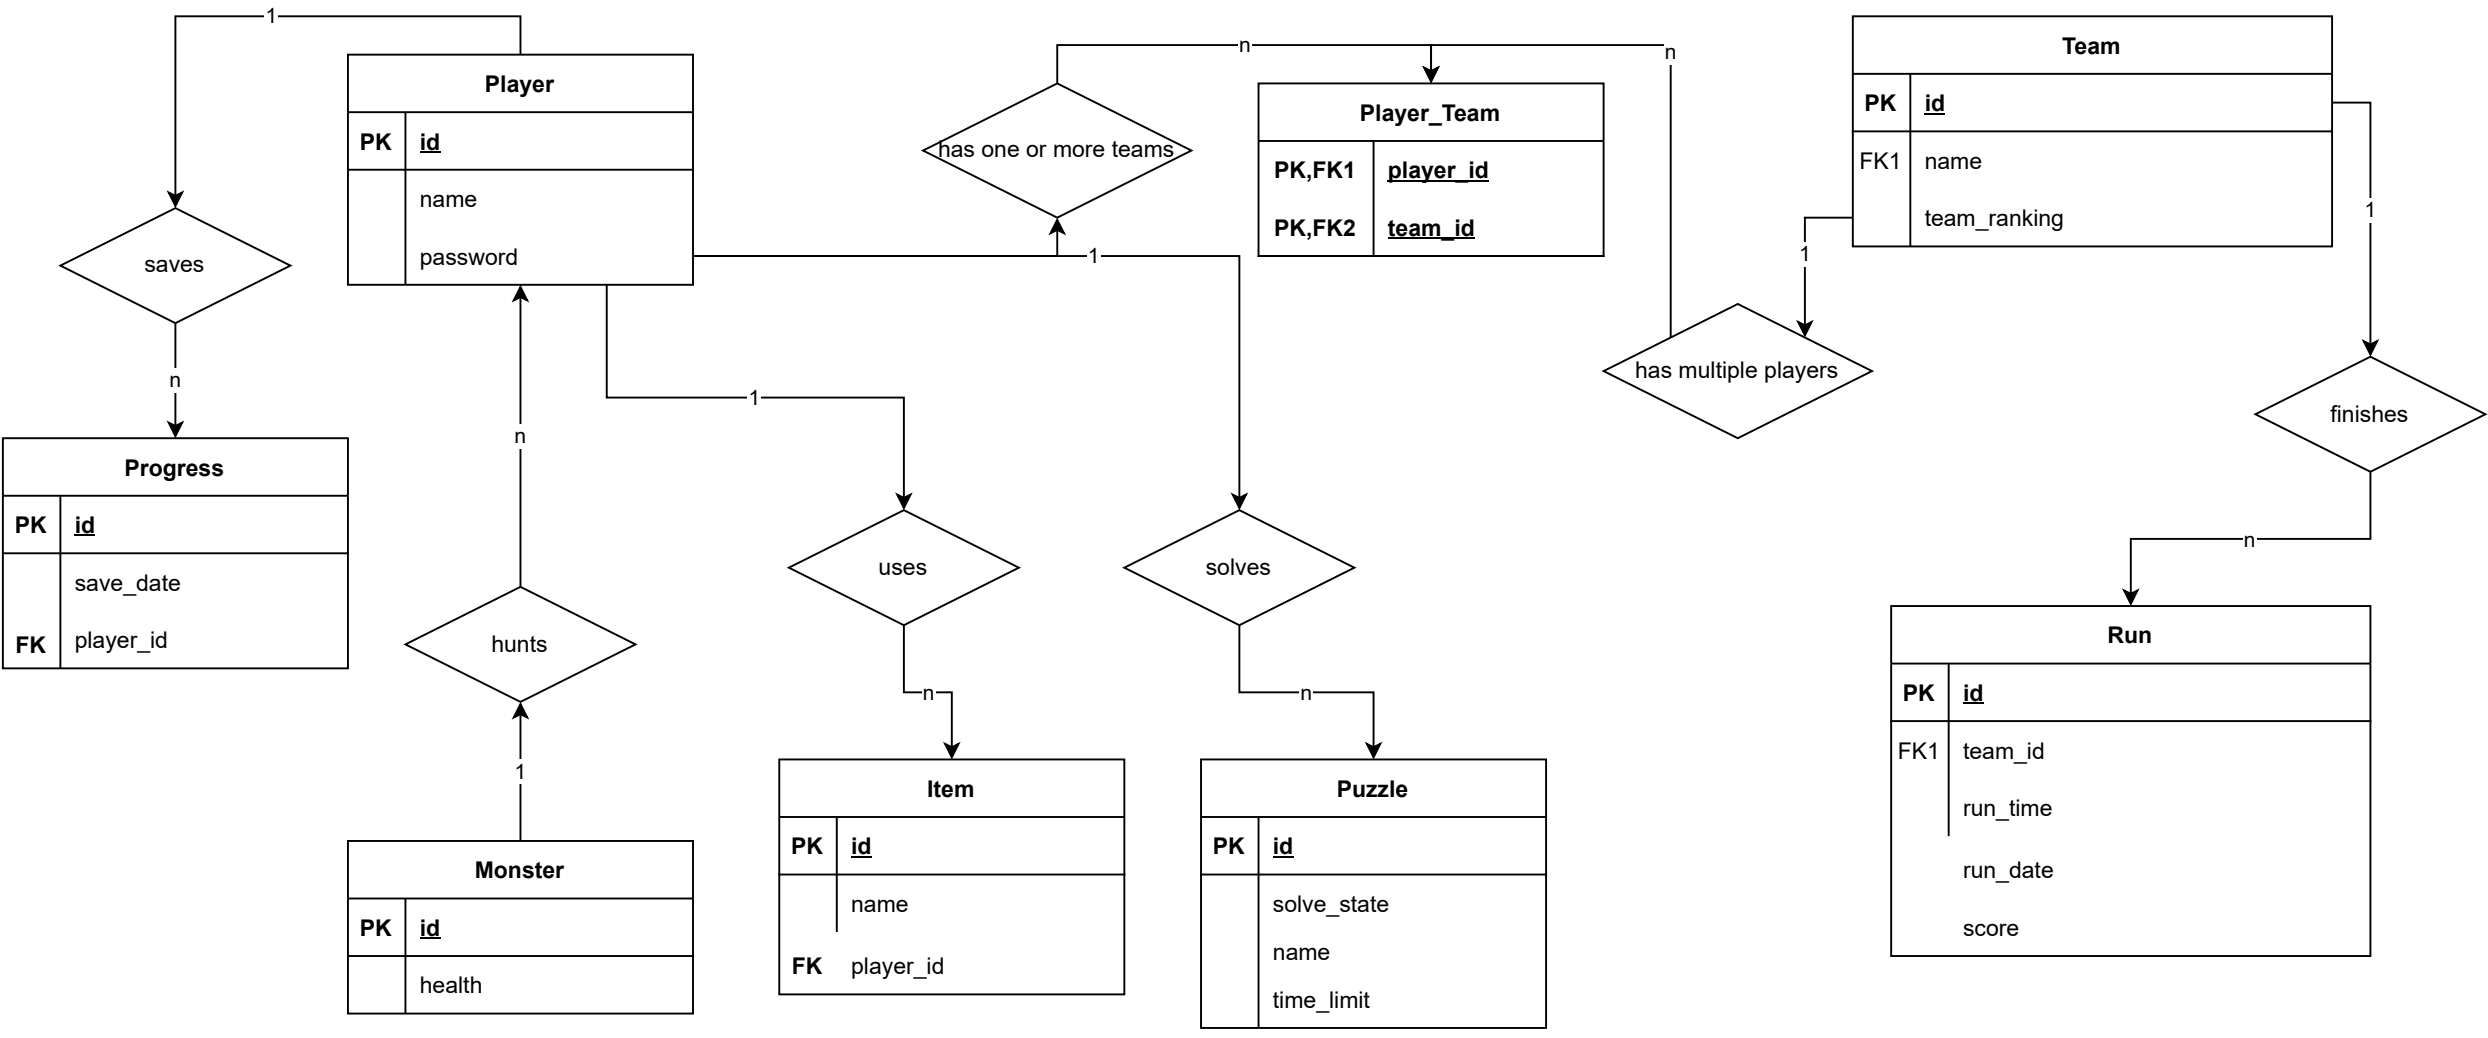 1
Player
PK id
name
password
saves
n
Progress
PK id
save_date
FK player_id
n
hunts
1
Monster
PK id
health
1
uses
n
Item
PK id
name
FK player_id
has one or more teams
n
1
solves
n
Puzzle
PK id
solve_state
name
time_limit
Player_Team
PK,FK1 player_id
PK,FK2 team_id
n
has multiple players
1
Team
PK id
FK1 name
team_ranking
1
finishes
n
Run
PK id
FK1 team_id
run_time
run_date
score